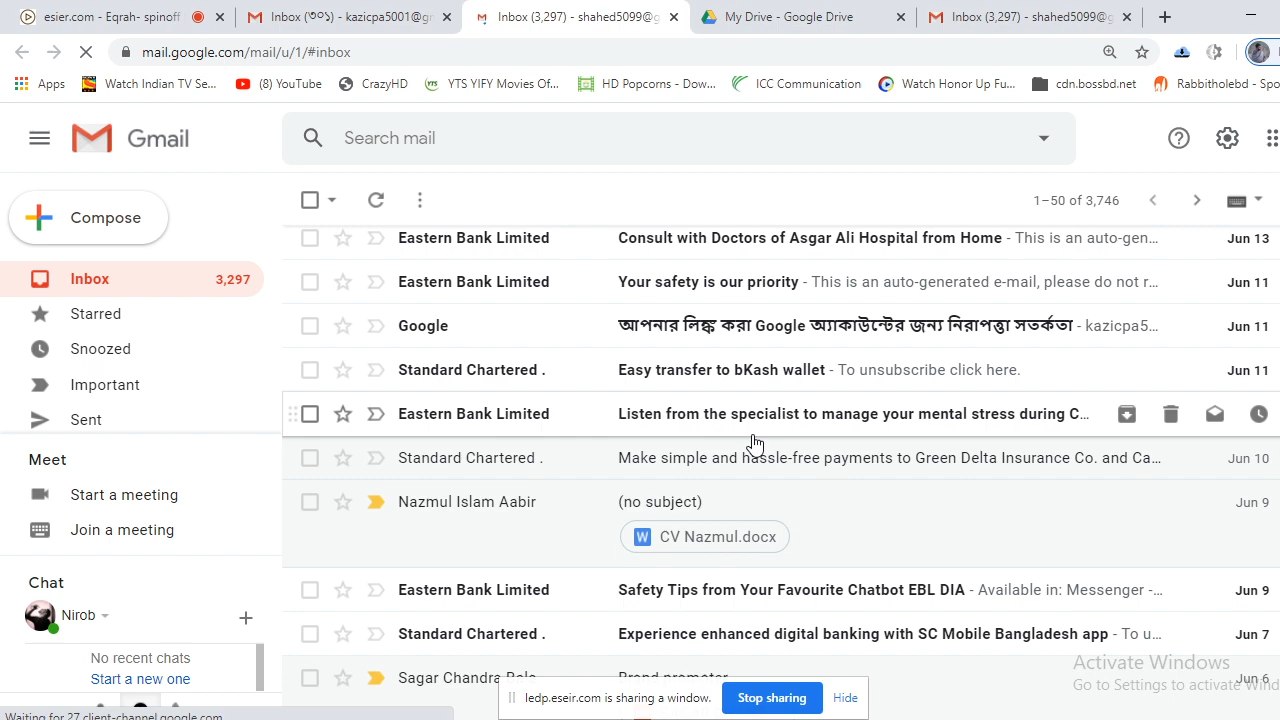 esier.com - Eqrah- spinoff
Inbox (৩০১) - kazicpa5001@g
Inbox (3,297) - shahed5099@g
My Drive - Google Drive
Inbox (3,297) - shahed5099@g
mail.google.com/mail/u/1/#inbox
Apps
Watch Indian TV Se...
(8) YouTube
CrazyHD
YTS YIFY Movies Of...
HD Popcorns - Dow...
ICC Communication
Watch Honor Up Fu...
cdn.bossbd.net
Rabbitholebd - Spo
Gmail
Search mail
1–50 of 3,746
Compose
Inbox 3,297
Starred
Snoozed
Important
Sent
Meet
Start a meeting
Join a meeting
Chat
Nirob
No recent chats
Start a new one
Eastern Bank Limited Consult with Doctors of Asgar Ali Hospital from Home - This is an auto-gen... Jun 13
Eastern Bank Limited Your safety is our priority - This is an auto-generated e-mail, please do not r... Jun 11
Google আপনার লিঙ্ক করা Google অ্যাকাউন্টের জন্য নিরাপত্তা সতর্কতা - kazicpa5... Jun 11
Standard Chartered . Easy transfer to bKash wallet - To unsubscribe click here. Jun 11
Eastern Bank Limited Listen from the specialist to manage your mental stress during C...
Standard Chartered . Make simple and hassle-free payments to Green Delta Insurance Co. and Ca... Jun 10
Nazmul Islam Aabir (no subject) Jun 9
W CV Nazmul.docx
Eastern Bank Limited Safety Tips from Your Favourite Chatbot EBL DIA - Available in: Messenger -... Jun 9
Standard Chartered . Experience enhanced digital banking with SC Mobile Bangladesh app - To u... Jun 7
Sagar Chandra Jun 6
Activate Windows
Go to Settings to activate Wind
ledp.eseir.com is sharing a window. Stop sharing Hide
Waiting for 27.client-channel.google.com